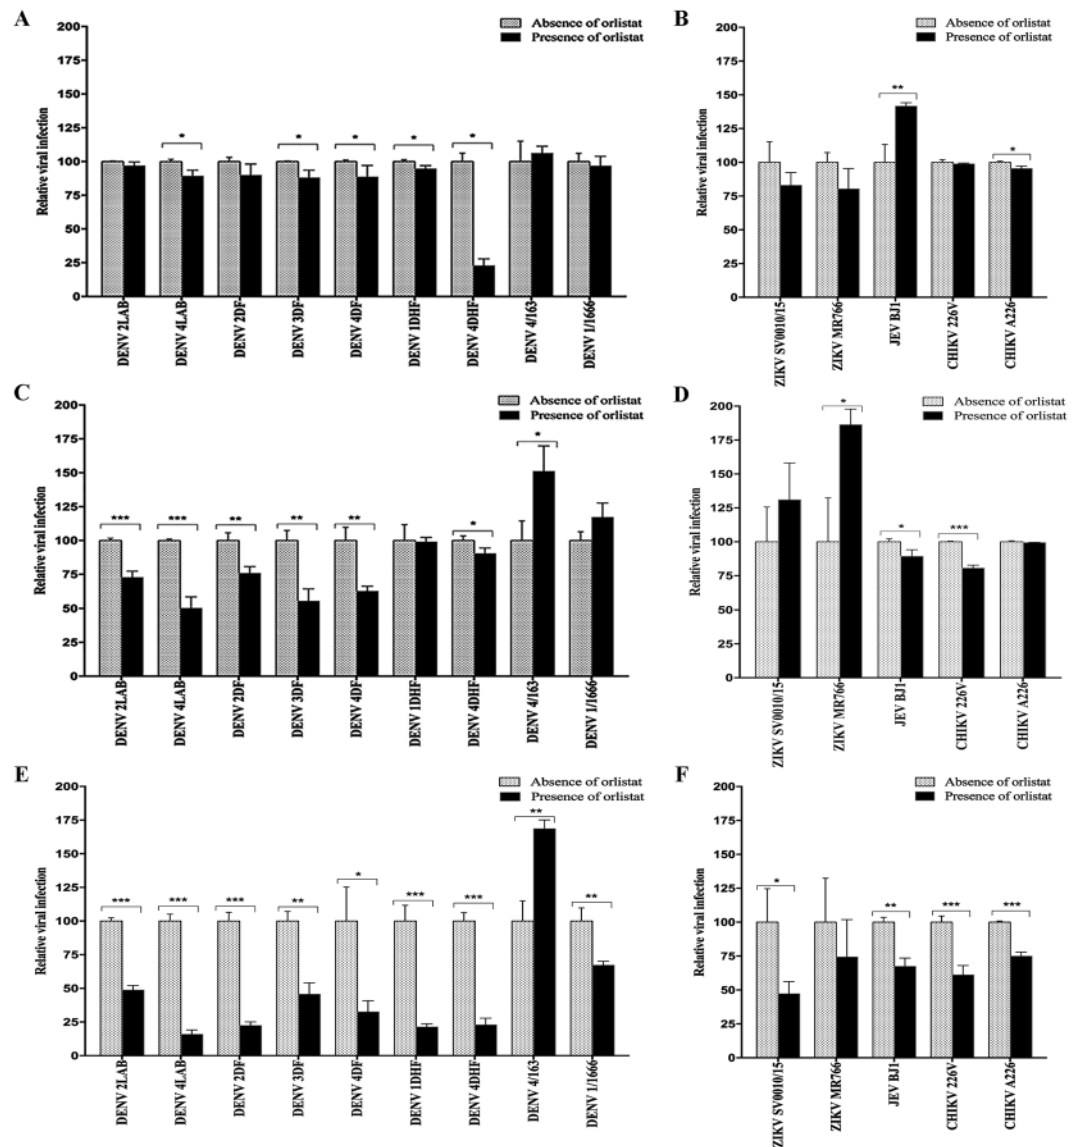 A
Absence of orlistat
Presence of orlistat
Relative viral infection
200
175
150
125
100
75
50
25
0
*
*
*
*
*
DENV 2LAB
DENV 4LAB
DENV 2DF
DENV 3DF
DENV 4DF
DENV 1DHF
DENV 4DHF
DENV 4/163
DENV 1/1666
B
Absence of orlistat
Presence of orlistat
Relative viral infection
200
175
150
125
100
75
50
25
0
**
*
ZIKV SV0010/15
ZIKV MR766
JEV BJ1
CHIKV 226V
CHIKV A226
C
Absence of orlistat
Presence of orlistat
Relative viral infection
200
175
150
125
100
75
50
25
0
***
***
**
**
**
*
*
DENV 2LAB
DENV 4LAB
DENV 2DF
DENV 3DF
DENV 4DF
DENV 1DHF
DENV 4DHF
DENV 4/163
DENV 1/1666
D
Absence of orlistat
Presence of orlistat
Relative viral infection
200
175
150
125
100
75
50
25
0
*
*
***
ZIKV SV0010/15
ZIKV MR766
JEV BJ1
CHIKV 226V
CHIKV A226
E
Absence of orlistat
Presence of orlistat
Relative viral infection
200
175
150
125
100
75
50
25
0
***
***
***
**
*
***
***
**
**
DENV 2LAB
DENV 4LAB
DENV 2DF
DENV 3DF
DENV 4DF
DENV 1DHF
DENV 4DHF
DENV 4/163
DENV 1/1666
F
Absence of orlistat
Presence of orlistat
Relative viral infection
200
175
150
125
100
75
50
25
0
*
**
***
***
ZIKV SV0010/15
ZIKV MR766
JEV BJ1
CHIKV 226V
CHIKV A226